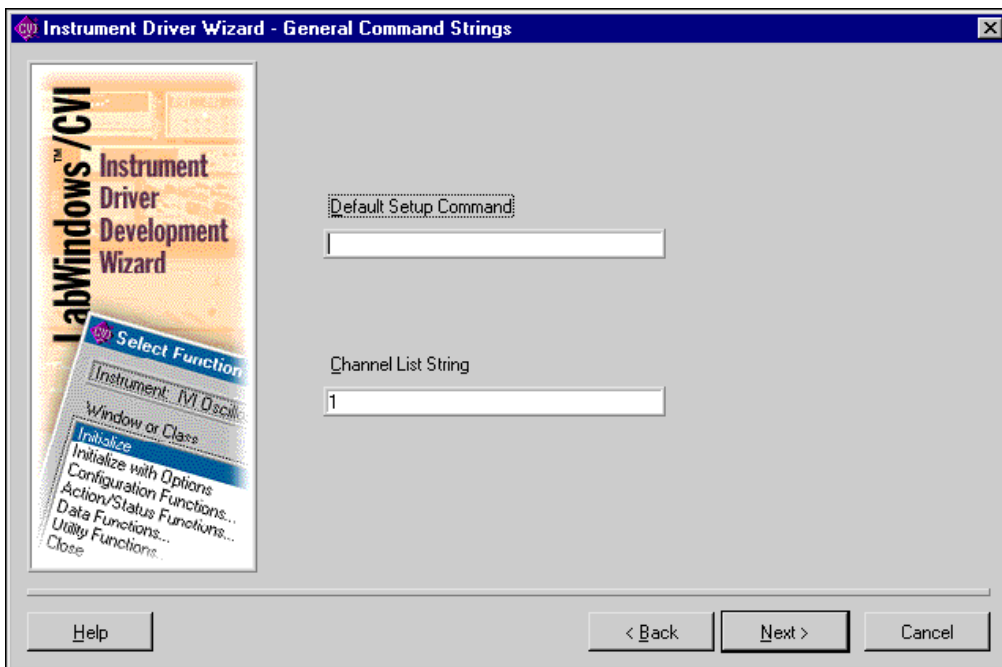 CVI Instrument Driver Wizard - General Command Strings
LabWindows™/CVI
Instrument
Driver
Development
Wizard
CVI Select Function
Instrument: IVI Oscill
Window or Class
Initialize
Initialize with Options
Configuration Functions...
Action/Status Functions...
Data Functions...
Utility Functions...
Close
Default Setup Command
Channel List String
1
Help
< Back
Next >
Cancel